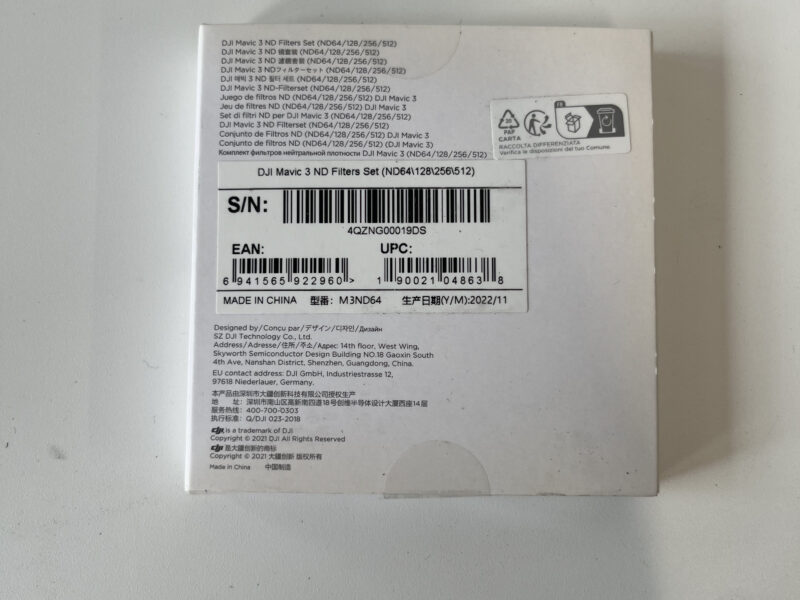 DJI Mavic 3 ND Filters Set (ND64/128/256/512)
DJI Mavic 3 ND 镜套装 (ND64/128/256/512)
DJI Mavic 3 ND 濾鏡套裝 (ND64/128/256/512)
DJI Mavic 3 NDフィルターセット (ND64/128/256/512)
DJI 매빅 3 ND 필터 세트 (ND64/128/256/512)
DJI Mavic 3 ND-Filterset (ND64/128/256/512)
Juego de filtros ND (ND64/128/256/512) DJI Mavic 3
Jeu de filtres ND (ND64/128/256/512) DJI Mavic 3
Set di filtri ND per DJI Mavic 3 (ND64/128/256/512)
DJI Mavic 3 ND Filterset (ND64/128/256/512)
Conjunto de Filtros ND (ND64/128/256/512) DJI Mavic 3
Conjunto de filtros ND (ND64/128/256/512) (DJI Mavic 3)
Комплект фильтров нейтральной плотности DJI Mavic 3 (ND64/128/256/512)
20
PAP
CARTA
FR
RACCOLTA DIFFERENZIATA
Verifica le disposizioni del tuo Comune.
DJI Mavic 3 ND Filters Set (ND64\128\256\512)
S/N:
4QZNG00019DS
EAN: UPC:
6 941565 922960 > 1 90021 04863 8
MADE IN CHINA 型番: M3ND64 生产日期(Y/M):2022/11
Designed by/Conçu par/デザイン/디자인/Дизайн
SZ DJI Technology Co., Ltd.
Address/Adresse/住所/주소/Адрес: 14th floor, West Wing,
Skyworth Semiconductor Design Building NO.18 Gaoxin South
4th Ave, Nanshan District, Shenzhen, Guangdong, China.
EU contact address: DJI GmbH, Industriestrasse 12,
97618 Niederlauer, Germany.
本产品由深圳市大疆创新科技有限公司授权生产
地 址: 深圳市南山区高新南四道18号创维半导体设计大厦西座14层
服务热线: 400-700-0303
执行标准: Q/DJI 023-2018
dji is a trademark of DJI
Copyright © 2021 DJI All Rights Reserved
dji 是大疆创新的商标
Copyright © 2021 大疆创新 版权所有
Made in China 中国制造